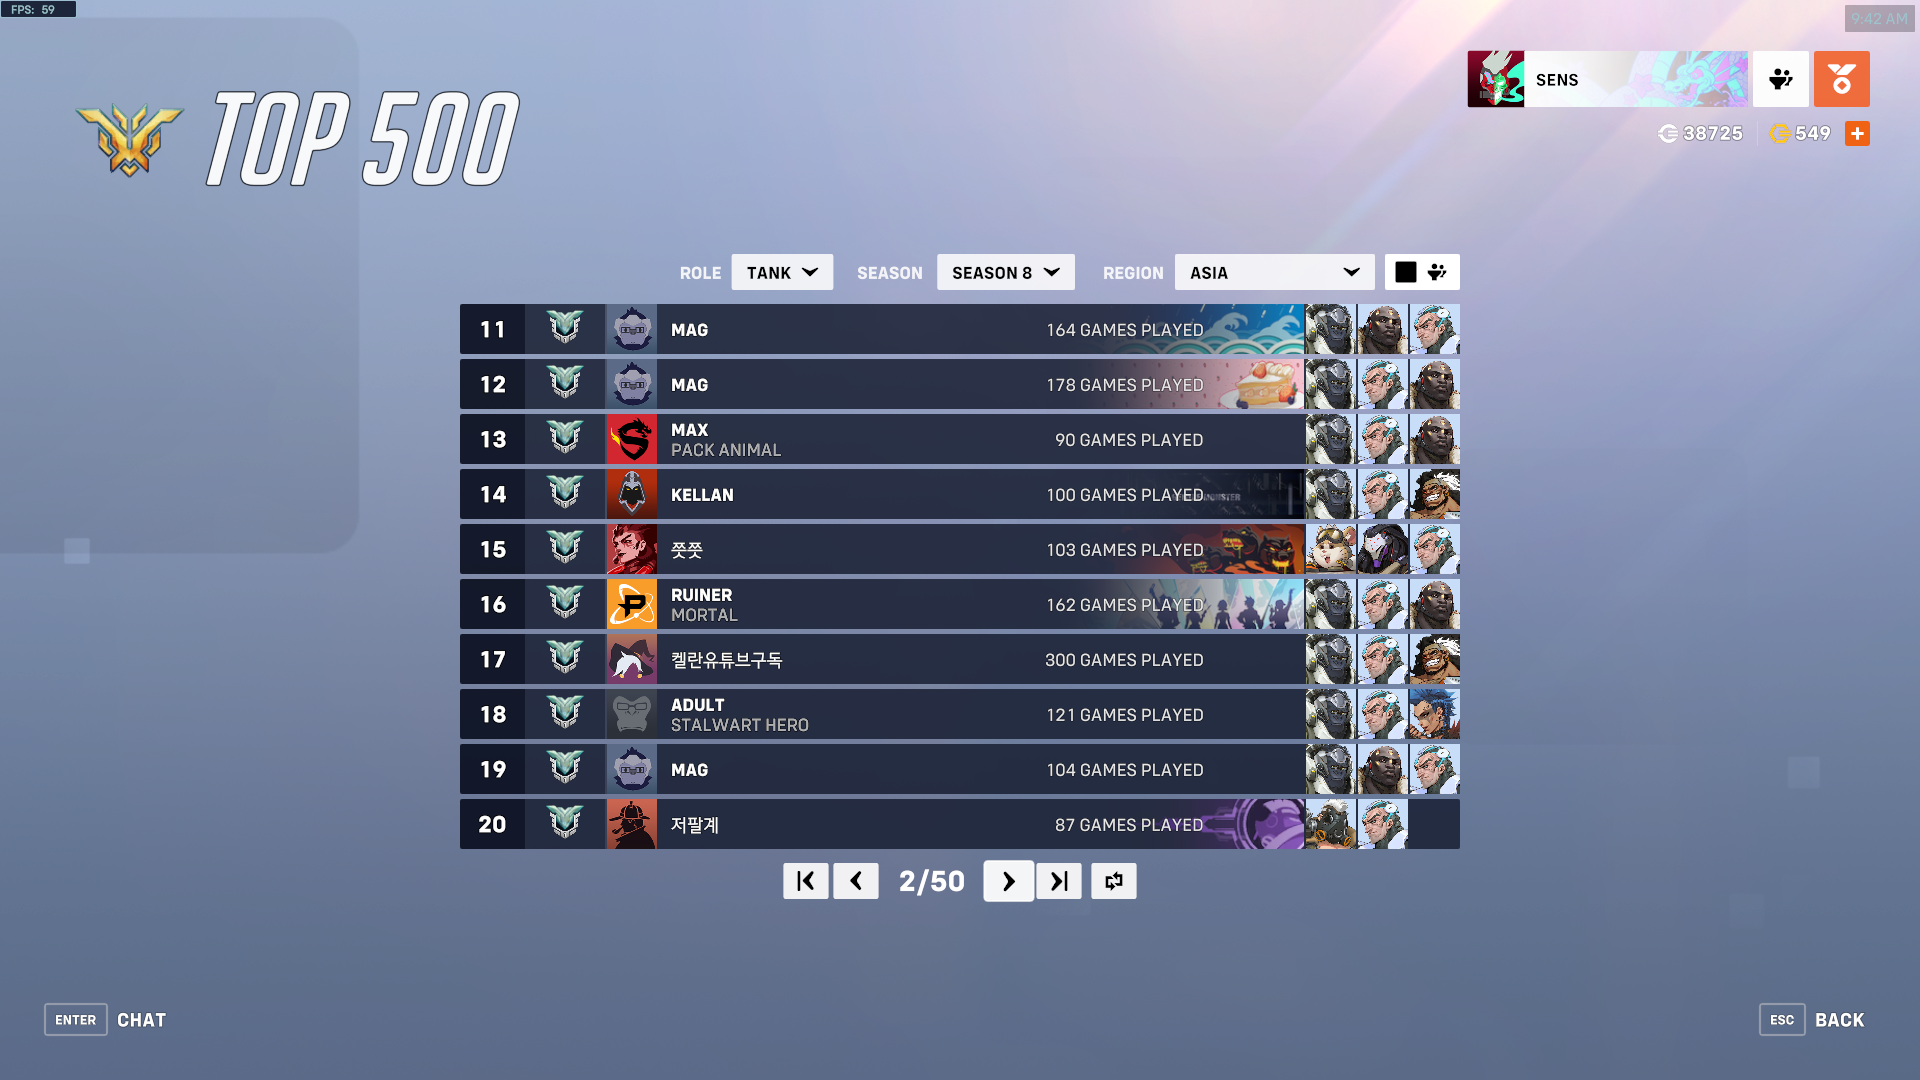 FPS: 59
9:42 AM
TOP 500
SENS
38725
549
ROLE TANK SEASON SEASON 8 REGION ASIA
11 MAG 164 GAMES PLAYED
12 MAG 178 GAMES PLAYED
13 MAX 90 GAMES PLAYED
PACK ANIMAL
14 KELLAN 100 GAMES PLAYED
15 쯧쯧 103 GAMES PLAYED
16 RUINER 162 GAMES PLAYED
MORTAL
17 켈란유튜브구독 300 GAMES PLAYED
18 ADULT 121 GAMES PLAYED
STALWART HERO
19 MAG 104 GAMES PLAYED
20 저팔계 87 GAMES PLAYED
2/50
ENTER CHAT
ESC BACK